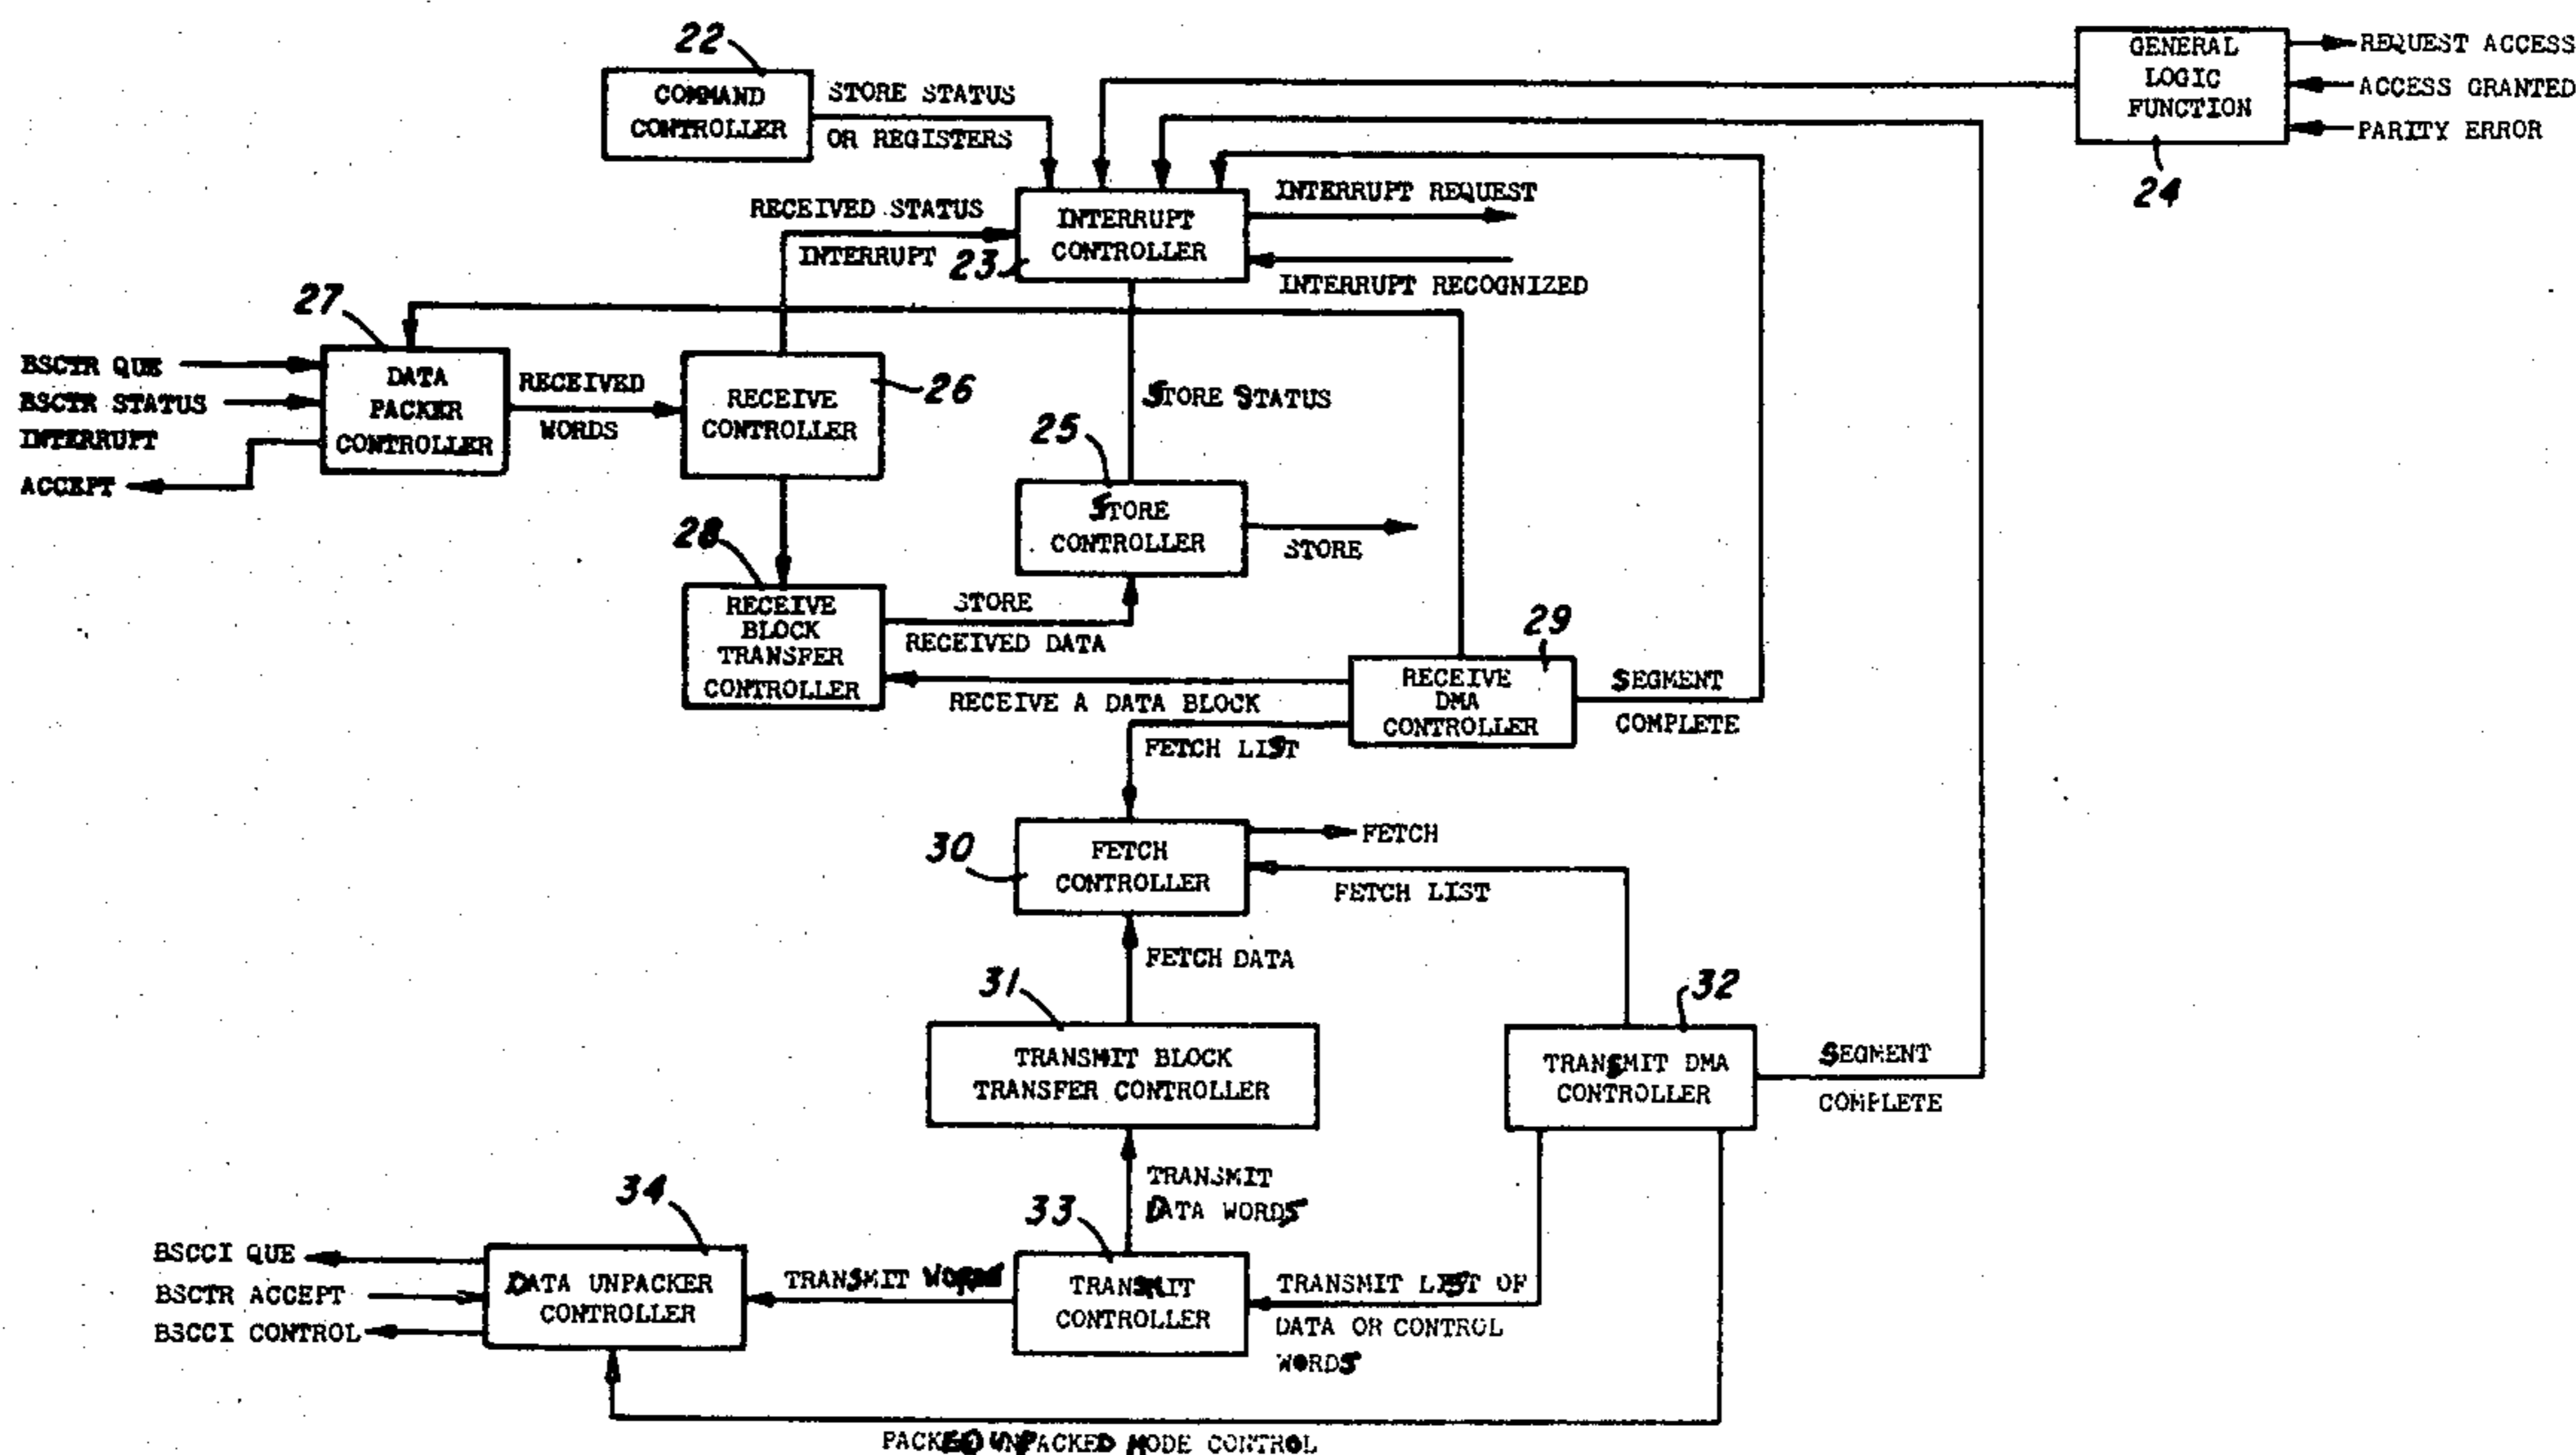 22
COMMAND
CONTROLLER
STORE STATUS
OR REGISTERS
GENERAL
LOGIC
FUNCTION
24
REQUEST ACCESS
ACCESS GRANTED
PARITY ERROR
RECEIVED STATUS
INTERRUPT
23
INTERRUPT
CONTROLLER
INTERRUPT REQUEST
INTERRUPT RECOGNIZED
27
BSCTR QUE
BSCTR STATUS
INTERRUPT
ACCEPT
DATA
PACKER
CONTROLLER
RECEIVED
WORDS
RECEIVE
CONTROLLER
26
STORE STATUS
25
STORE
CONTROLLER
STORE
28
RECEIVE
BLOCK
TRANSFER
CONTROLLER
STORE
RECEIVED DATA
29
RECEIVE
DMA
CONTROLLER
SEGMENT
COMPLETE
RECEIVE A DATA BLOCK
FETCH LIST
30
FETCH
CONTROLLER
FETCH
FETCH LIST
FETCH DATA
31
TRANSMIT BLOCK
TRANSFER CONTROLLER
32
TRANSMIT DMA
CONTROLLER
SEGMENT
COMPLETE
TRANSMIT
DATA WORDS
34
BSCCI QUE
BSCTR ACCEPT
BSCCI CONTROL
DATA UNPACKER
CONTROLLER
TRANSMIT WORDS
33
TRANSMIT
CONTROLLER
TRANSMIT LIST OF
DATA OR CONTROL
WORDS
PACKED UNPACKED MODE CONTROL